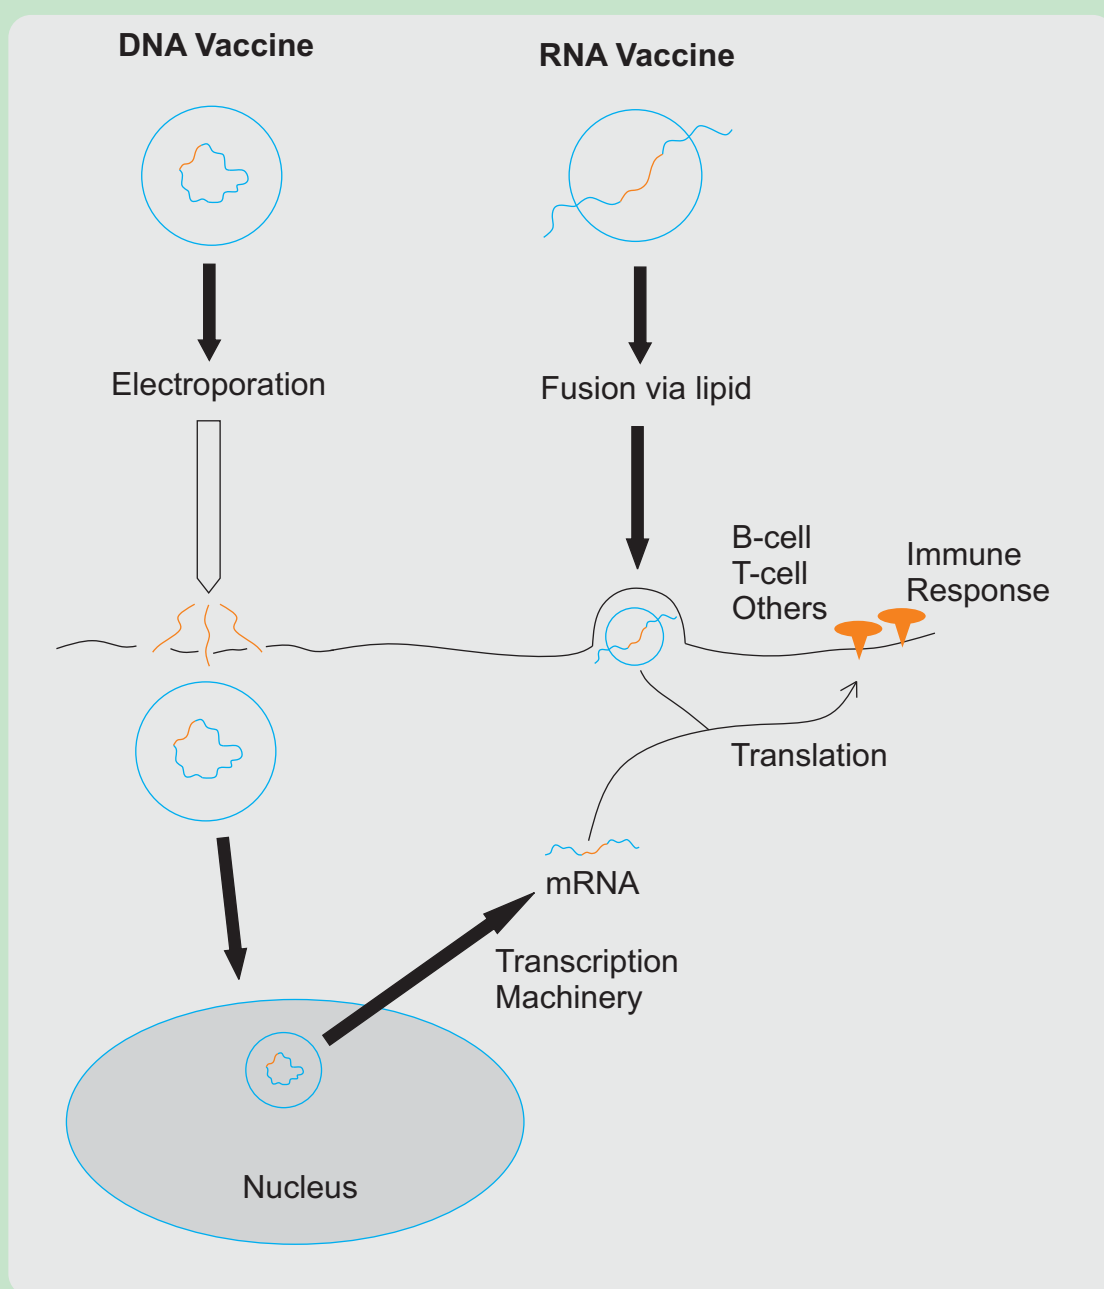 DNA Vaccine
RNA Vaccine
Electroporation
Fusion via lipid
B-cell
T-cell
Others
Immune
Response
Translation
mRNA
Transcription
Machinery
Nucleus